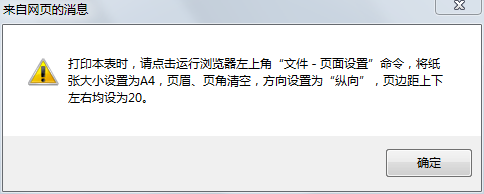 来自网页的消息
打印本表时，请点击运行浏览器左上角“文件－页面设置”命令，将纸
张大小设置为A4，页眉、页角清空，方向设置为“纵向”，页边距上下
左右均设为20。
确定